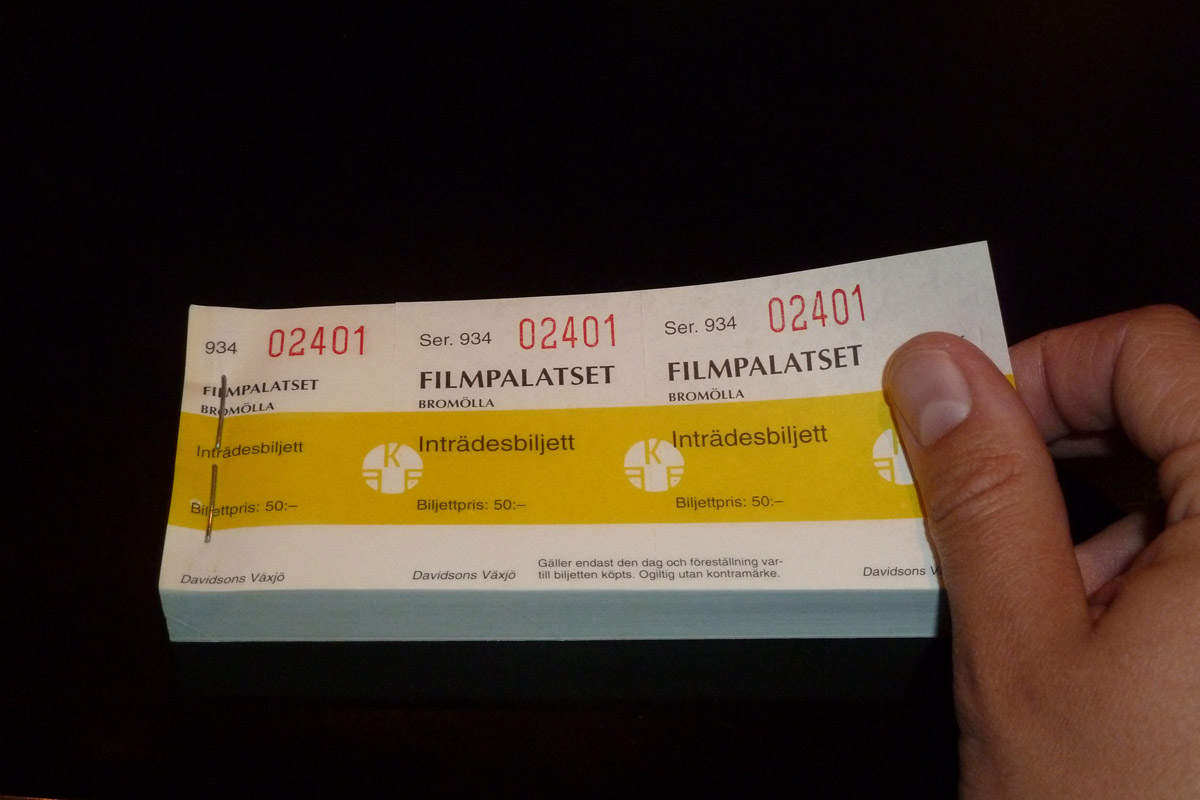 934 02401
FILMPALATSET
BROMÖLLA
Inträdesbiljett
Biljettpris: 50:–
Davidsons Växjö
Ser. 934 02401
FILMPALATSET
BROMÖLLA
K
Inträdesbiljett
Biljettpris: 50:–
Davidsons Växjö
Gäller endast den dag och föreställning var-
till biljetten köpts. Ogiltig utan kontramärke.
Ser. 934 02401
FILMPALATSET
BROMÖLLA
K
Inträdesbiljett
Biljettpris: 50:–
Davidsons